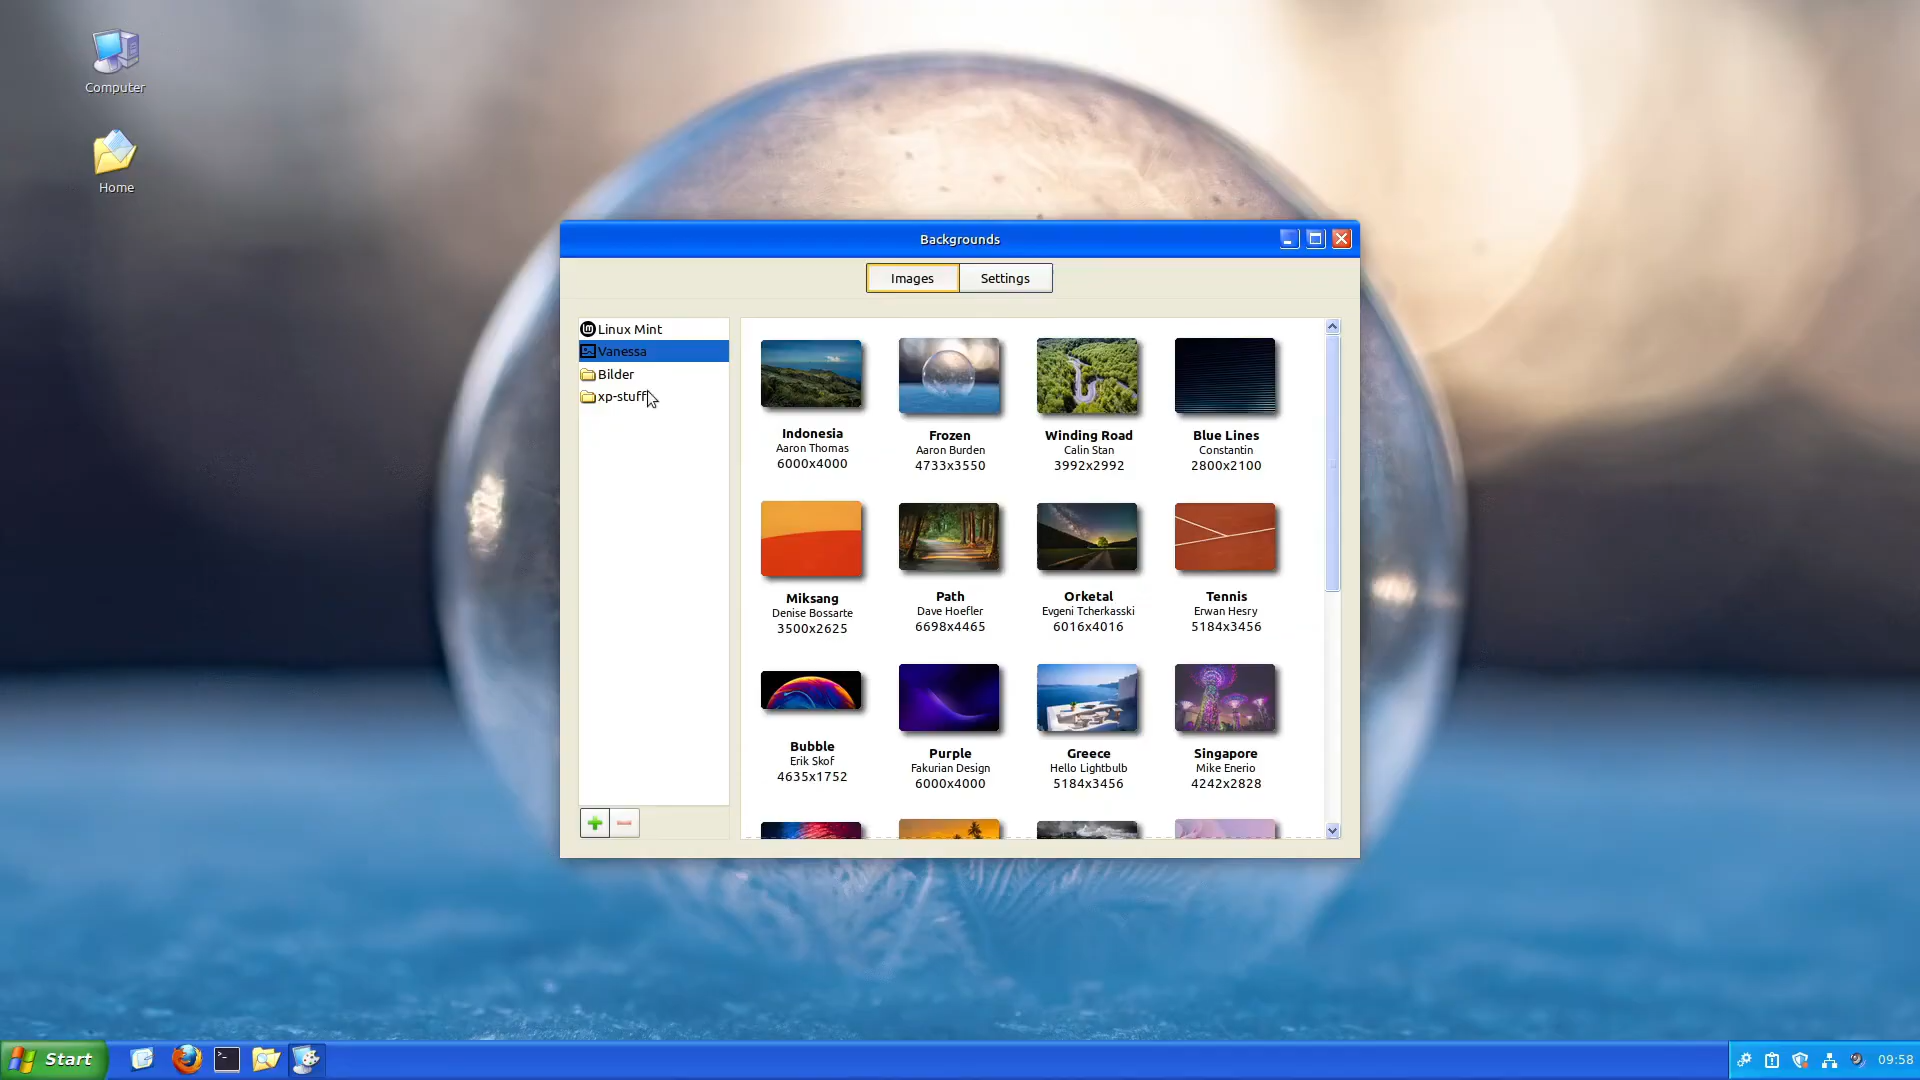 Computer
Home
Backgrounds
Images
Settings
Linux Mint
Vanessa
Bilder
xp-stuff
Indonesia
Aaron Thomas
6000x4000
Frozen
Aaron Burden
4733x3550
Winding Road
Calin Stan
3992x2992
Blue Lines
Constantin
2800x2100
Miksang
Denise Bossarte
3500x2625
Path
Dave Hoefler
6698x4465
Orketal
Evgeni Tcherkasski
6016x4016
Tennis
Erwan Hesry
5184x3456
Bubble
Erik Skof
4635x1752
Purple
Fakurian Design
6000x4000
Greece
Hello Lightbulb
5184x3456
Singapore
Mike Enerio
4242x2828
Start
09:58